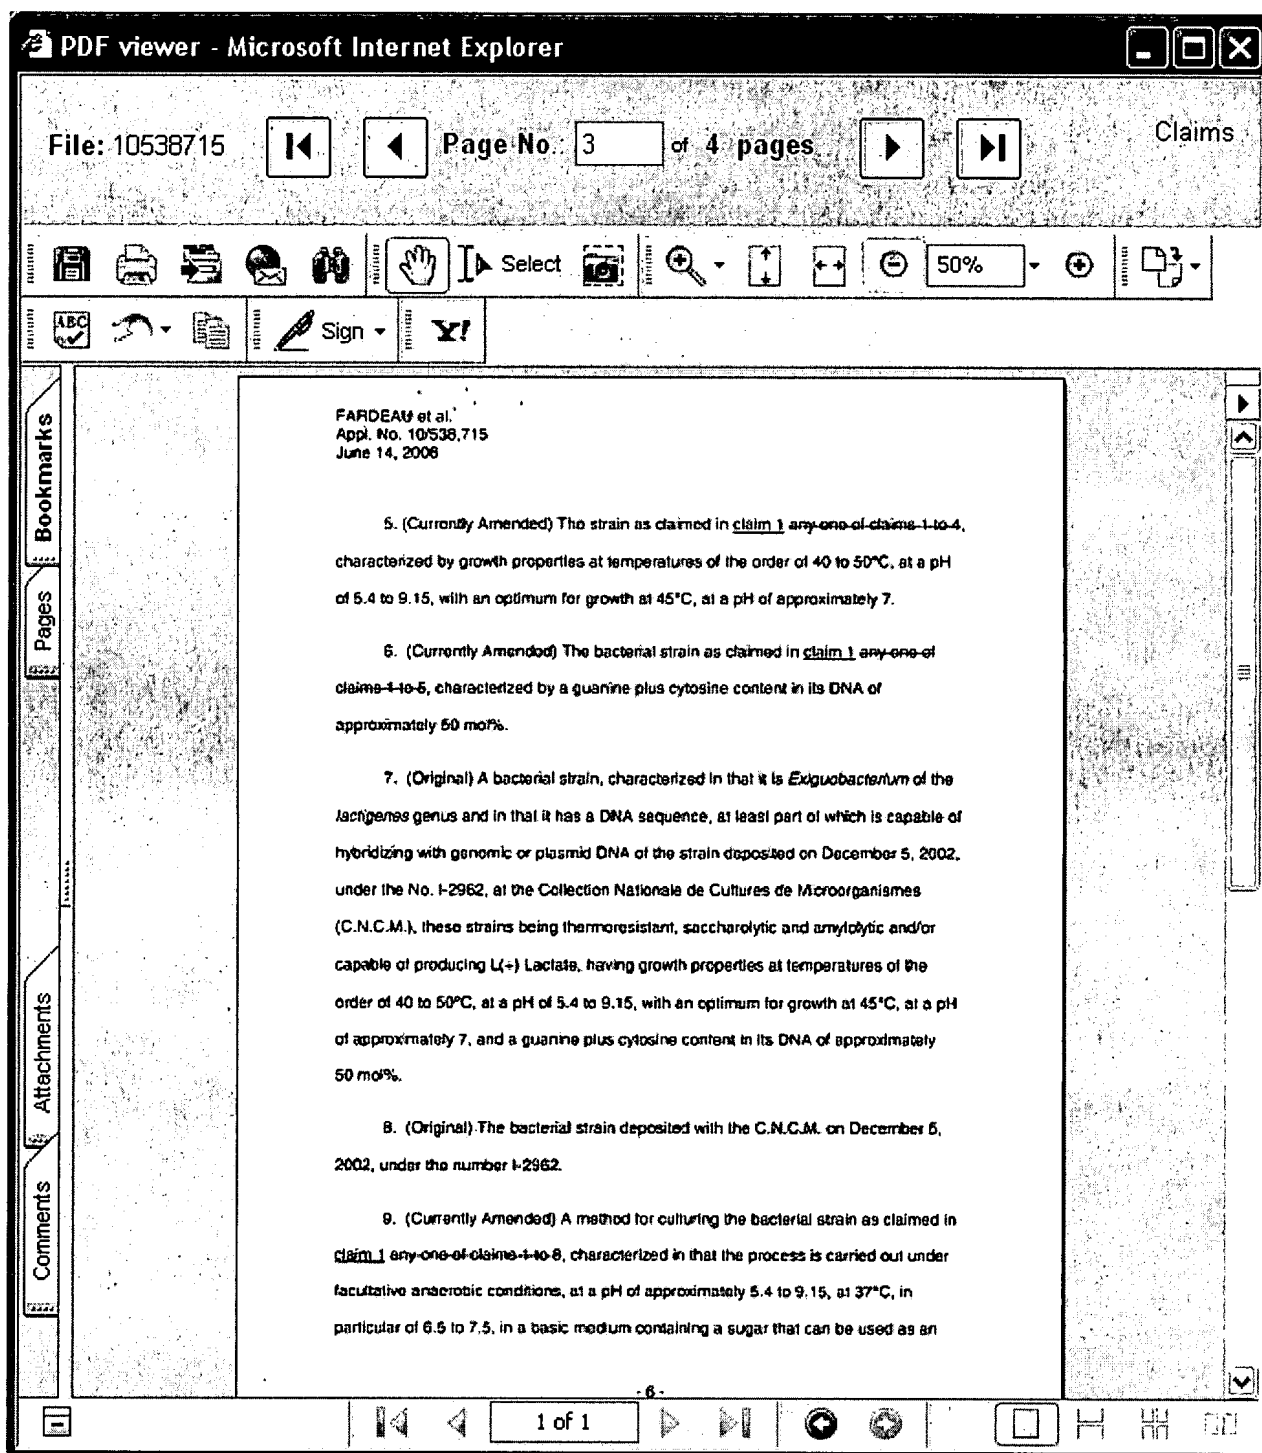 PDF viewer - Microsoft Internet Explorer
File: 10538715 Page No.: 3 of 4 pages Claims
Select 50%
ABC Sign Y!
Bookmarks
Pages
Attachments
Comments
FARDEAU et al.
Appl. No. 10/538,715
June 14, 2006
5. (Currently Amended) The strain as claimed in claim 1 any one of claims 1 to 4,
characterized by growth properties at temperatures of the order of 40 to 50°C, at a pH
of 5.4 to 9.15, with an optimum for growth at 45°C, at a pH of approximately 7.
6. (Currently Amended) The bacterial strain as claimed in claim 1 any one of
claims 1 to 5, characterized by a guanine plus cytosine content in its DNA of
approximately 50 mol%.
7. (Original) A bacterial strain, characterized in that it is Exiguobacterium of the
lactigenes genus and in that it has a DNA sequence, at least part of which is capable of
hybridizing with genomic or plasmid DNA of the strain deposited on December 5, 2002,
under the No. I-2962, at the Collection Nationale de Cultures de Microorganismes
(C.N.C.M.), these strains being thermoresistant, saccharolytic and amylolytic and/or
capable of producing L(+) Lactate, having growth properties at temperatures of the
order of 40 to 50°C, at a pH of 5.4 to 9.15, with an optimum for growth at 45°C, at a pH
of approximately 7, and a guanine plus cytosine content in its DNA of approximately
50 mol%.
8. (Original) The bacterial strain deposited with the C.N.C.M. on December 5,
2002, under the number I-2962.
9. (Currently Amended) A method for culturing the bacterial strain as claimed in
claim 1 any one of claims 1 to 8, characterized in that the process is carried out under
facultative anaerobic conditions, at a pH of approximately 5.4 to 9.15, at 37°C, in
particular of 6.5 to 7.5, in a basic medium containing a sugar that can be used as an
- 6 -
1 of 1